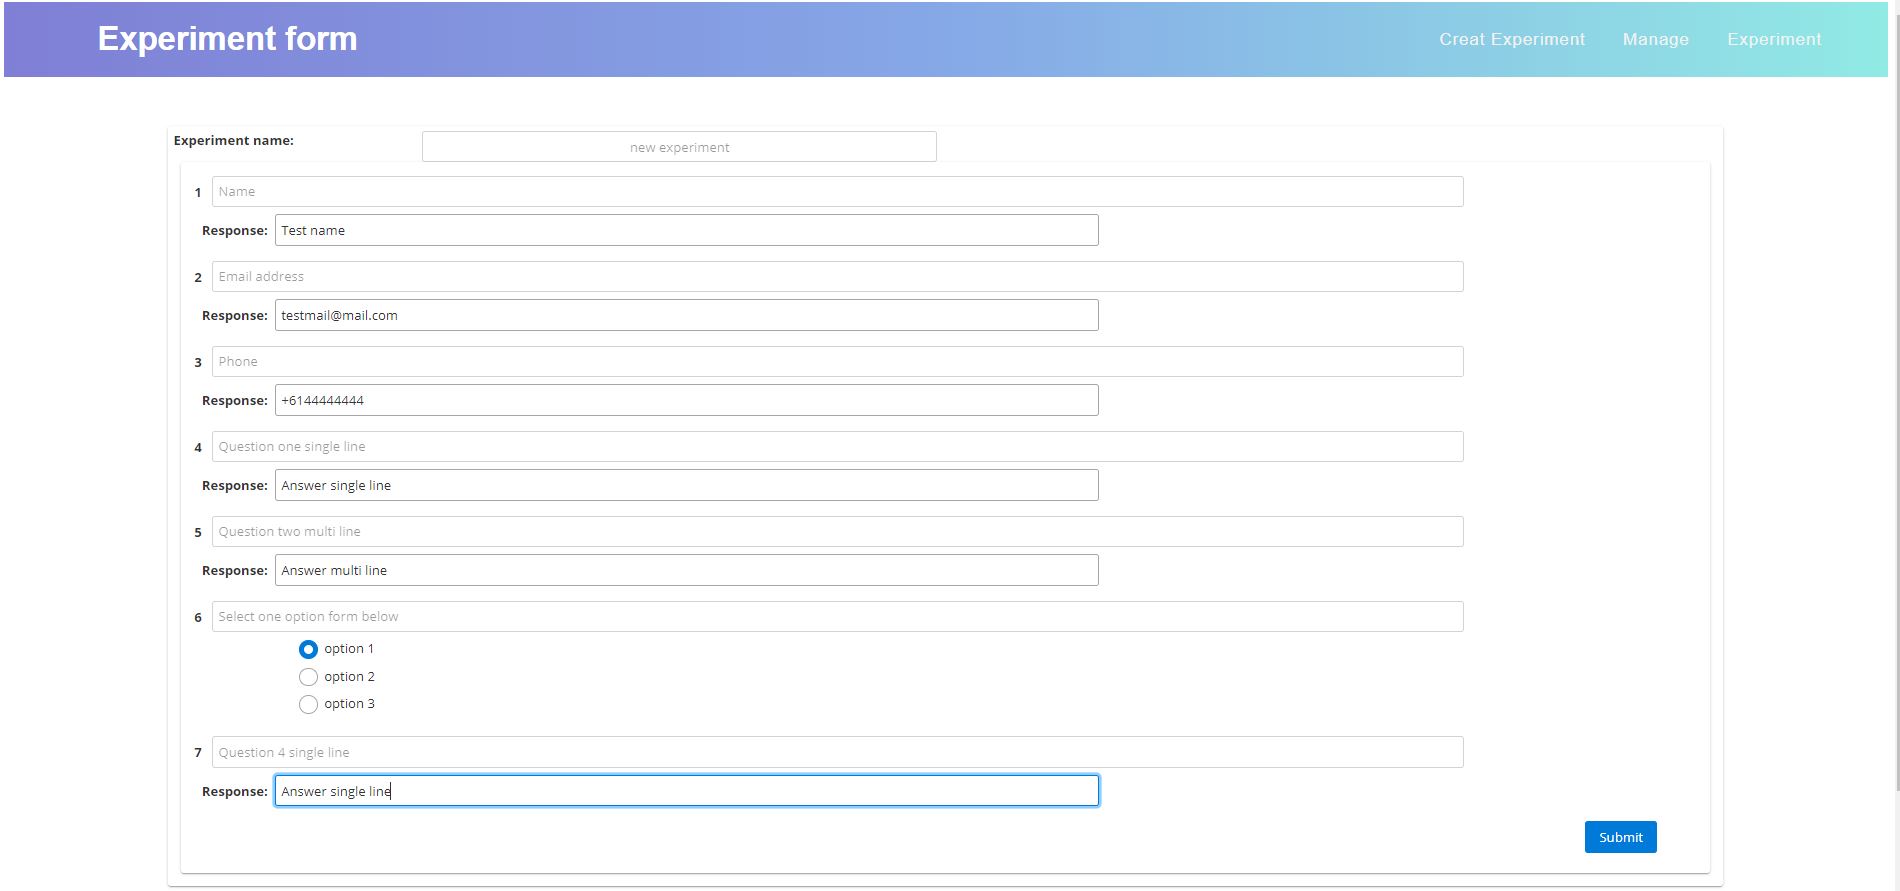 Experiment form
Creat Experiment Manage Experiment
Experiment name: new experiment
1 Name
Response: Test name
2 Email address
Response: testmail@mail.com
3 Phone
Response: +6144444444
4 Question one single line
Response: Answer single line
5 Question two multi line
Response: Answer multi line
6 Select one option form below
option 1
option 2
option 3
7 Question 4 single line
Response: Answer single line
Submit